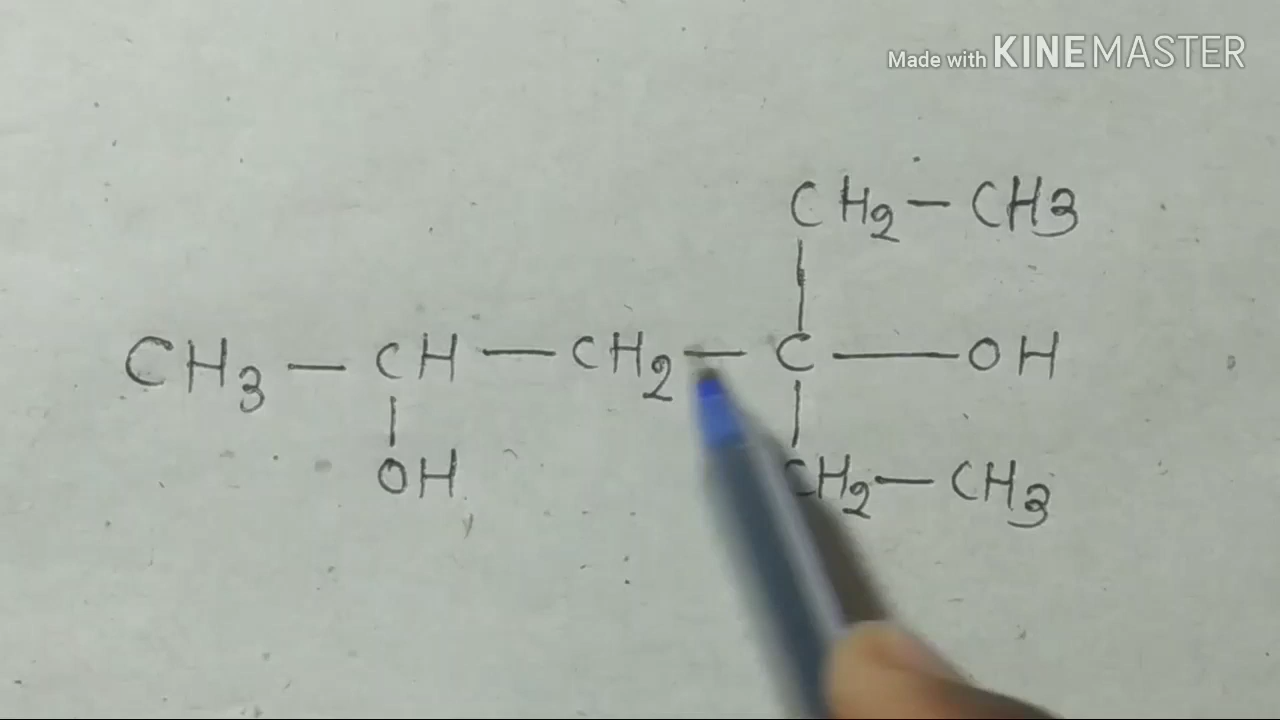 Made with KINEMASTER
CH2-CH3
CH3-CH-CH2-C-OH
OH CH2-CH3